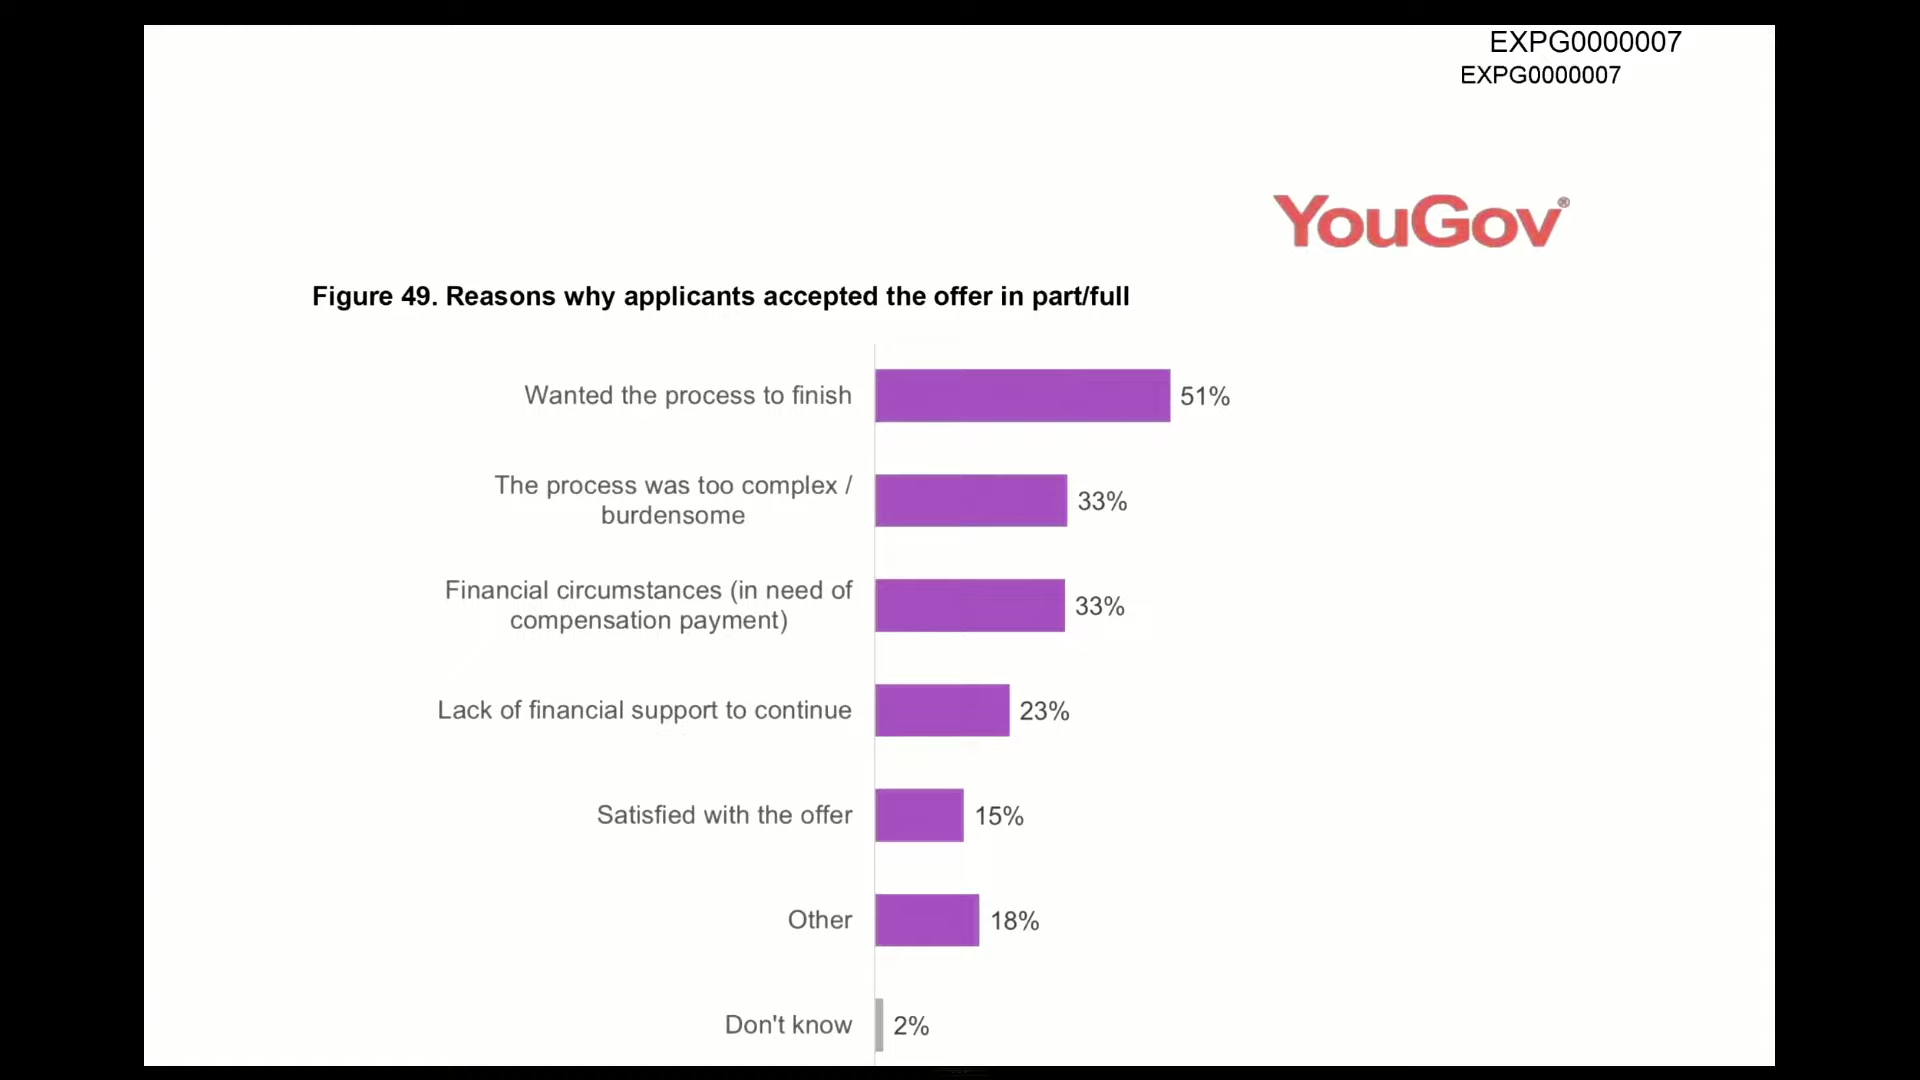 EXPG0000007
EXPG0000007
YouGov®
Figure 49. Reasons why applicants accepted the offer in part/full
Wanted the process to finish
51%
The process was too complex /
burdensome
33%
Financial circumstances (in need of
compensation payment)
33%
Lack of financial support to continue
23%
Satisfied with the offer
15%
Other
18%
Don't know
2%